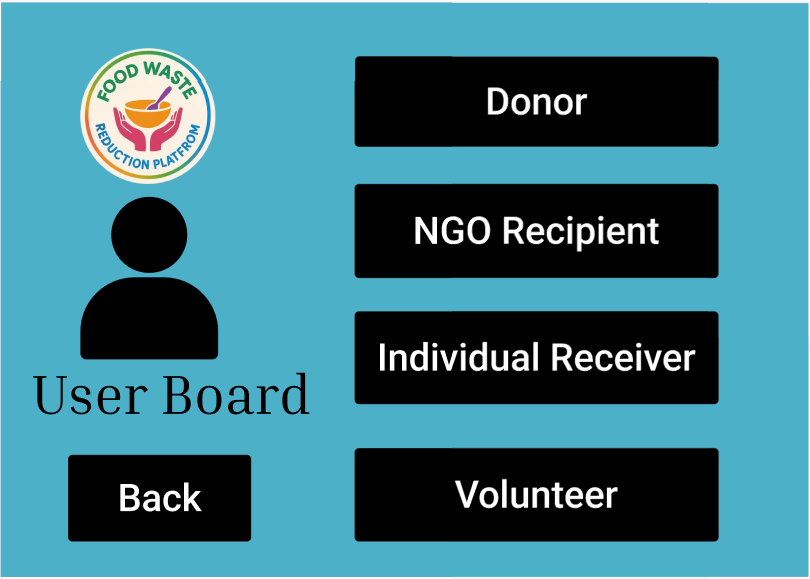 FOOD WASTE
REDUCTION PLATFROM
User Board
Back
Donor
NGO Recipient
Individual Receiver
Volunteer